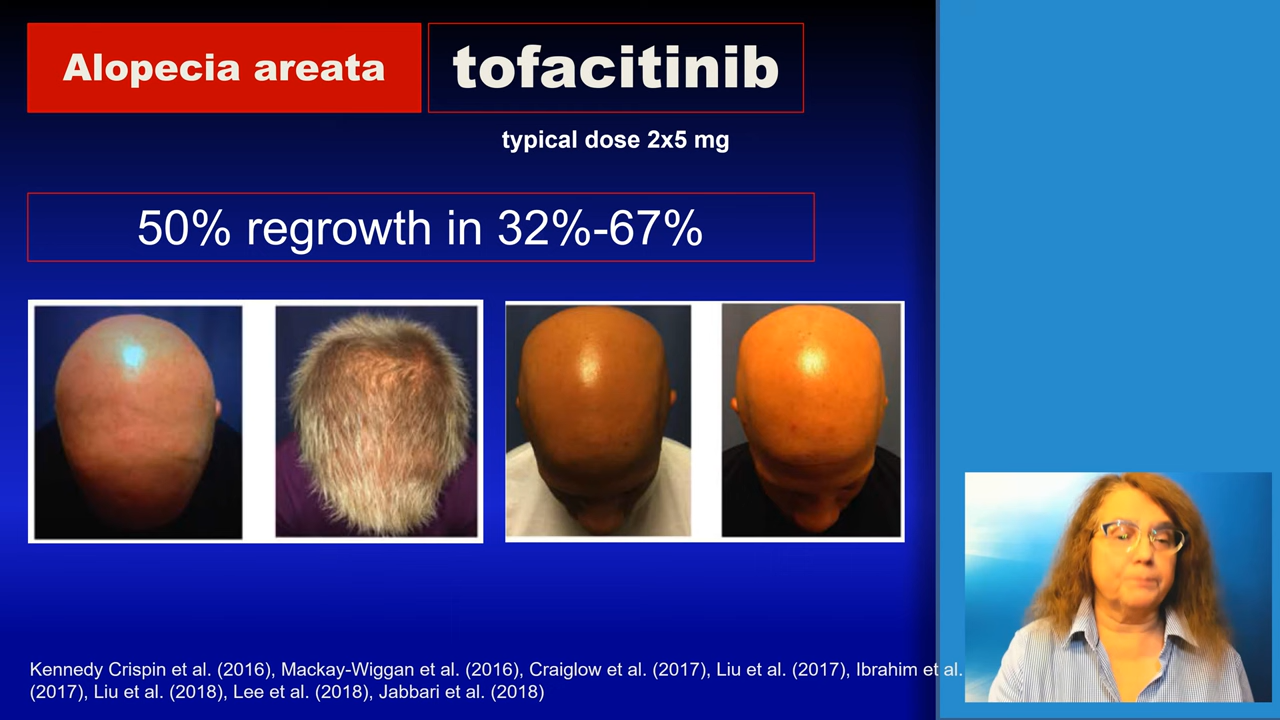 Alopecia areata
tofacitinib
typical dose 2x5 mg
50% regrowth in 32%-67%
Kennedy Crispin et al. (2016), Mackay-Wiggan et al. (2016), Craiglow et al. (2017), Liu et al. (2017), Ibrahim et al.
(2017), Liu et al. (2018), Lee et al. (2018), Jabbari et al. (2018)